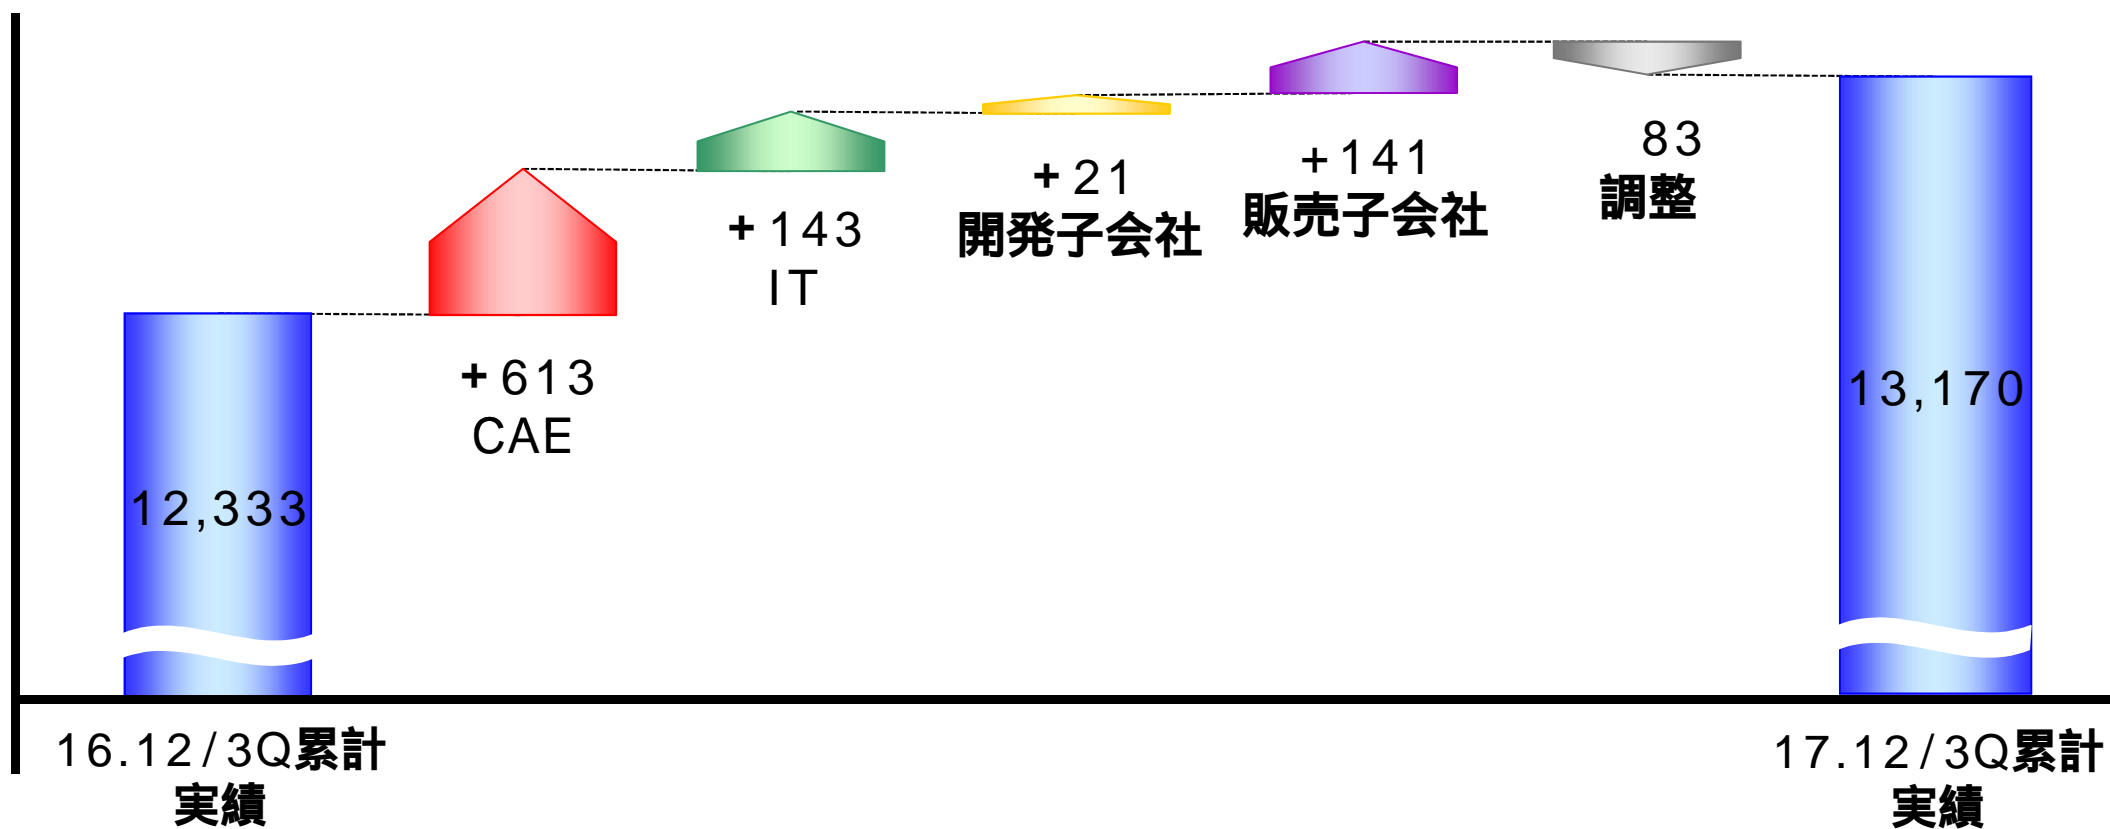 83
調整
+141
販売子会社
+21
開発子会社
+143
IT
+613
CAE
12,333
13,170
16.12/3Q累計
実績
17.12/3Q累計
実績